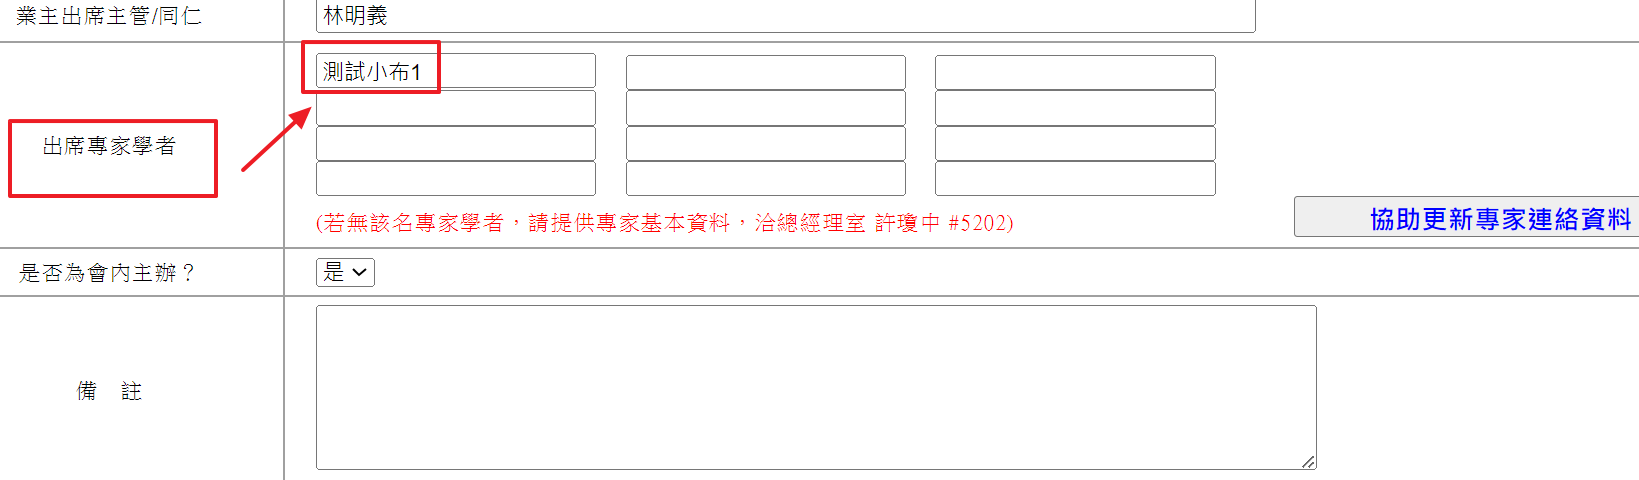 業主出席主管/同仁
林明義
測試小布1
出席專家學者
(若無該名專家學者，請提供專家基本資料，洽總經理室 許瓊中 #5202)
協助更新專家連絡資料
是否為會內主辦？
是
備 註